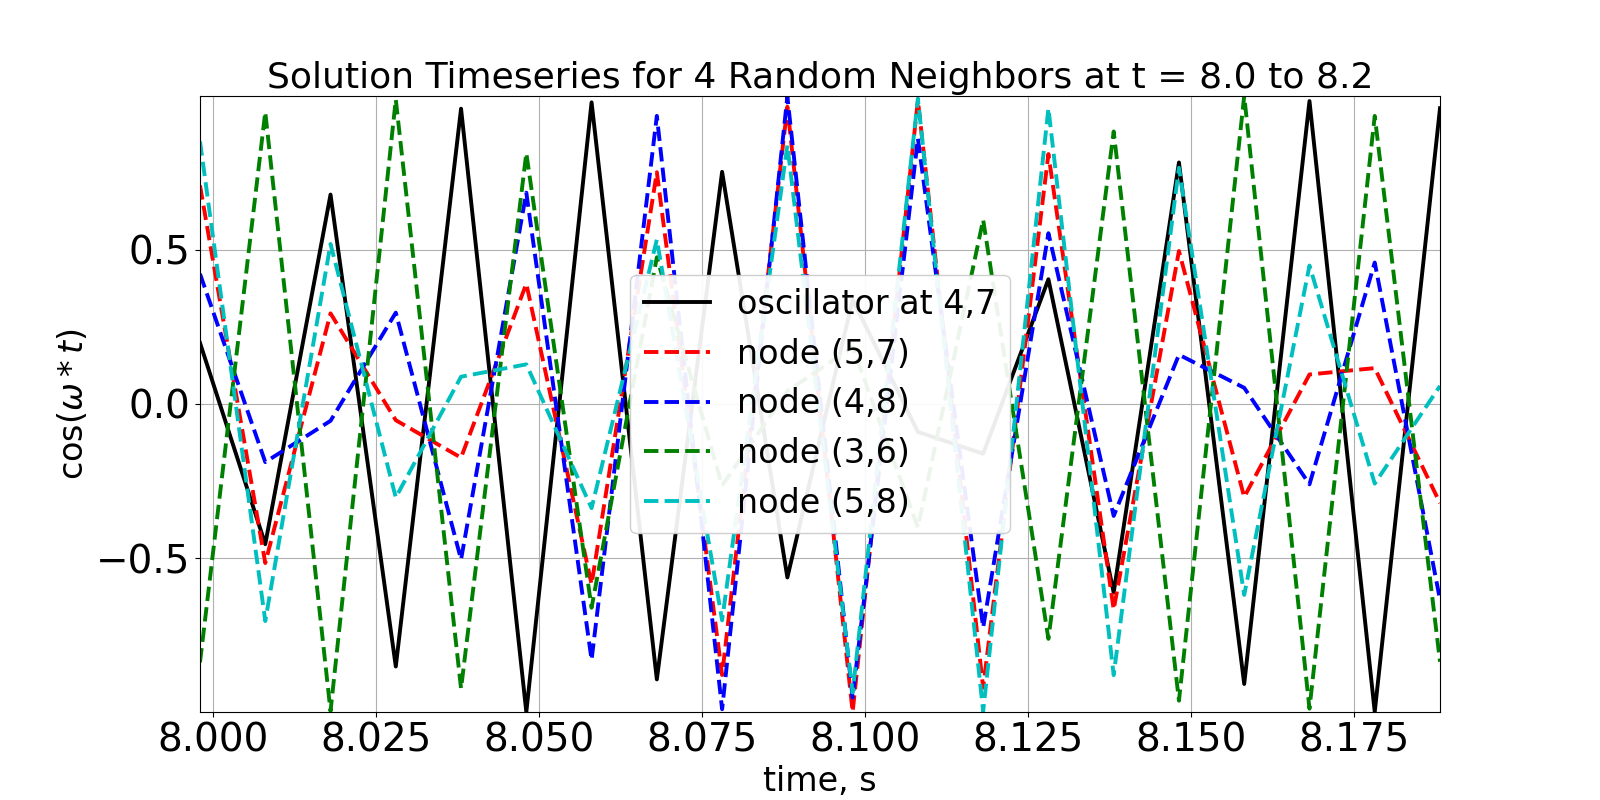 Solution Timeseries for 4 Random Neighbors at t = 8.0 to 8.2
cos(ω * t)
0.5
0.0
−0.5
oscillator at 4,7
node (5,7)
node (4,8)
node (3,6)
node (5,8)
8.000 8.025 8.050 8.075 8.100 8.125 8.150 8.175
time, s